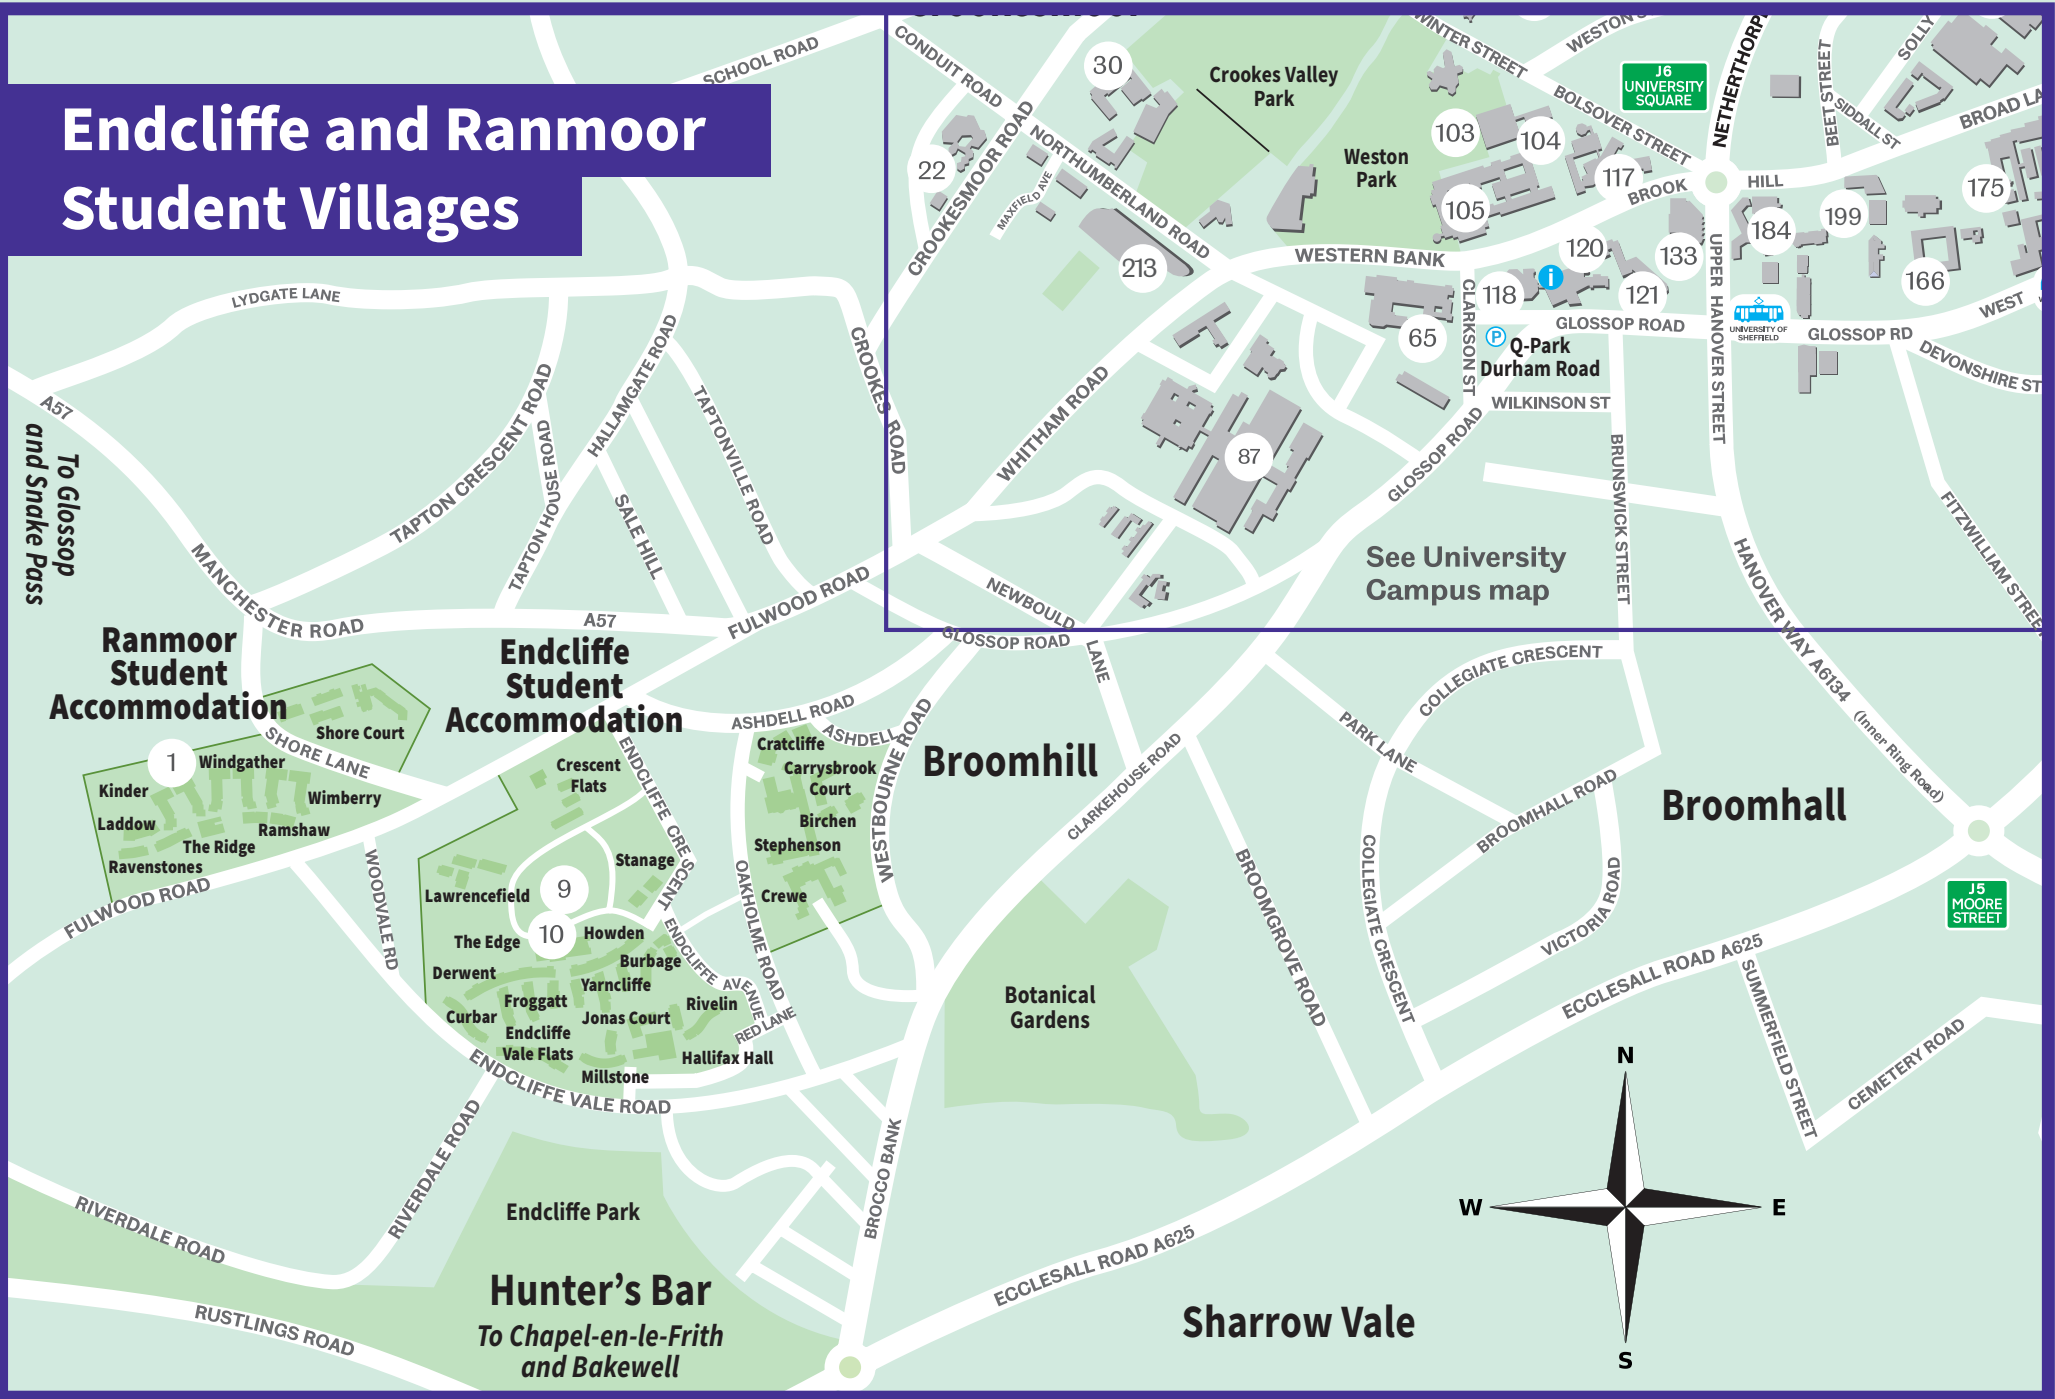 Endcliffe and Ranmoor
Student Villages
SCHOOL ROAD
CONDUIT ROAD
30
Crookes Valley
Park
WINTER STREET
WESTON S
J6
UNIVERSITY
SQUARE
NETHERTHORPE
BEET STREET
SOLLY
SIDDALL ST
BROAD LA
BOLSOVER STREET
103
104
22
CROOKESMOOR ROAD
NORTHUMBERLAND ROAD
MAXFIELD AVE
Weston
Park
117
BROOK
HILL
175
105
199
184
213
WESTERN BANK
120
133
UPPER HANOVER STREET
118
i
121
166
WEST
LYDGATE LANE
65
CLARKSON ST
P
Q-Park
Durham Road
GLOSSOP ROAD
UNIVERSITY OF
SHEFFIELD
GLOSSOP RD
DEVONSHIRE ST
A57
To Glossop
and Snake Pass
TAPTON CRESCENT ROAD
TAPTON HOUSE ROAD
HALLAMGATE ROAD
TAPTONVILLE ROAD
CROOKES ROAD
WHITHAM ROAD
WILKINSON ST
87
GLOSSOP ROAD
BRUNSWICK STREET
SALE HILL
FITZWILLIAM STREE
See University
Campus map
HANOVER WAY A6134
(Inner Ring Road)
MANCHESTER ROAD
A57
FULWOOD ROAD
NEWBOULD
LANE
GLOSSOP ROAD
Ranmoor
Student
Accommodation
Endcliffe
Student
Accommodation
COLLEGIATE CRESCENT
PARK LANE
Shore Court
SHORE LANE
1
Windgather
Kinder
Wimberry
Laddow
Ramshaw
The Ridge
Ravenstones
FULWOOD ROAD
WOODVALE RD
ASHDELL ROAD
ASHDELL
WESTBOURNE ROAD
Broomhill
CLARKEHOUSE ROAD
Broomhall
BROOMHALL ROAD
Cratcliffe
Carrysbrook
Court
Birchen
Stephenson
Crewe
OAKHOLME ROAD
ENDCLIFFE CRESCENT
Crescent
Flats
Stanage
Lawrencefield
9
10
Howden
The Edge
Burbage
Derwent
Yarncliffe
Froggatt
Rivelin
Curbar
Jonas Court
Endcliffe
Vale Flats
Hallifax Hall
Millstone
ENDCLIFFE AVENUE
RED LANE
ENDCLIFFE VALE ROAD
BROOMGROVE ROAD
COLLEGIATE CRESCENT
VICTORIA ROAD
J5
MOORE
STREET
ECCLESALL ROAD A625
SUMMERFIELD STREET
CEMETERY ROAD
Botanical
Gardens
RIVERDALE ROAD
RIVERDALE ROAD
RUSTLINGS ROAD
BROCCO BANK
Endcliffe Park
Hunter's Bar
To Chapel-en-le-Frith
and Bakewell
ECCLESALL ROAD A625
Sharrow Vale
N
W
E
S